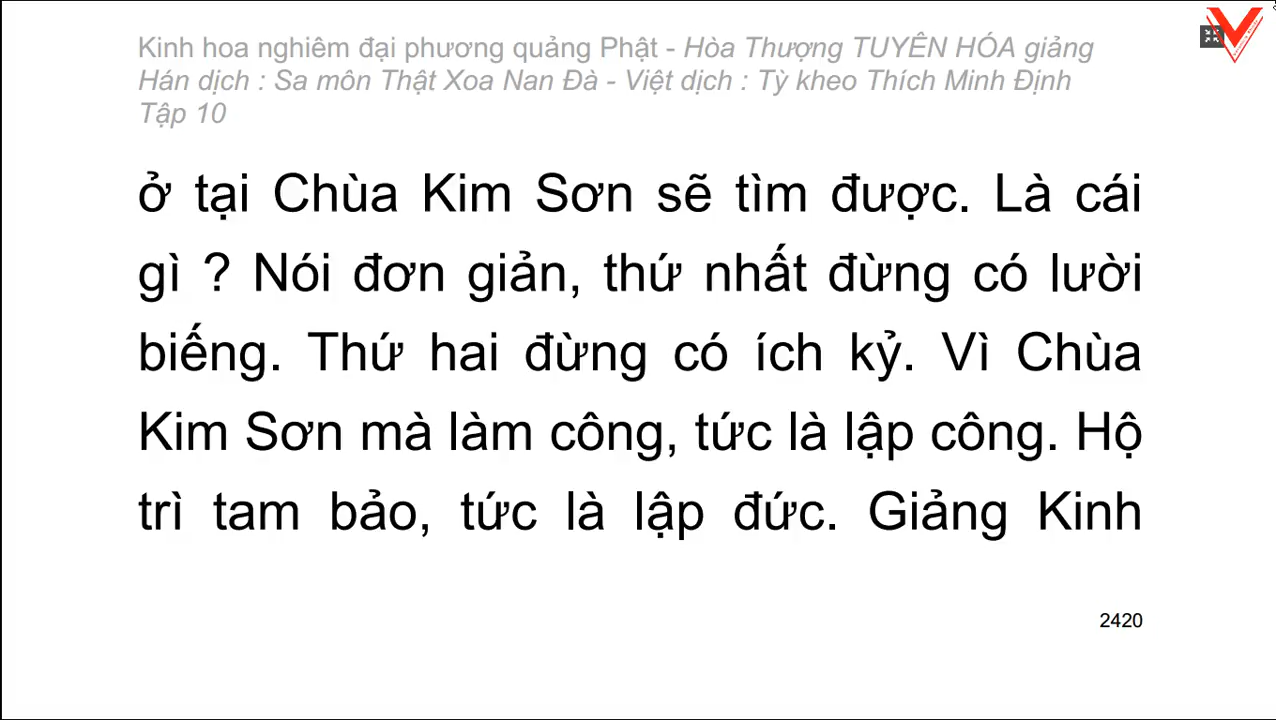 Kinh hoa nghiêm đại phương quảng Phật - Hòa Thượng TUYÊN HÓA giảng
Hán dịch : Sa môn Thật Xoa Nan Đà - Việt dịch : Tỳ kheo Thích Minh Định
Tập 10
ở tại Chùa Kim Sơn sẽ tìm được. Là cái
gì ? Nói đơn giản, thứ nhất đừng có lười
biếng. Thứ hai đừng có ích kỷ. Vì Chùa
Kim Sơn mà làm công, tức là lập công. Hộ
trì tam bảo, tức là lập đức. Giảng Kinh
2420